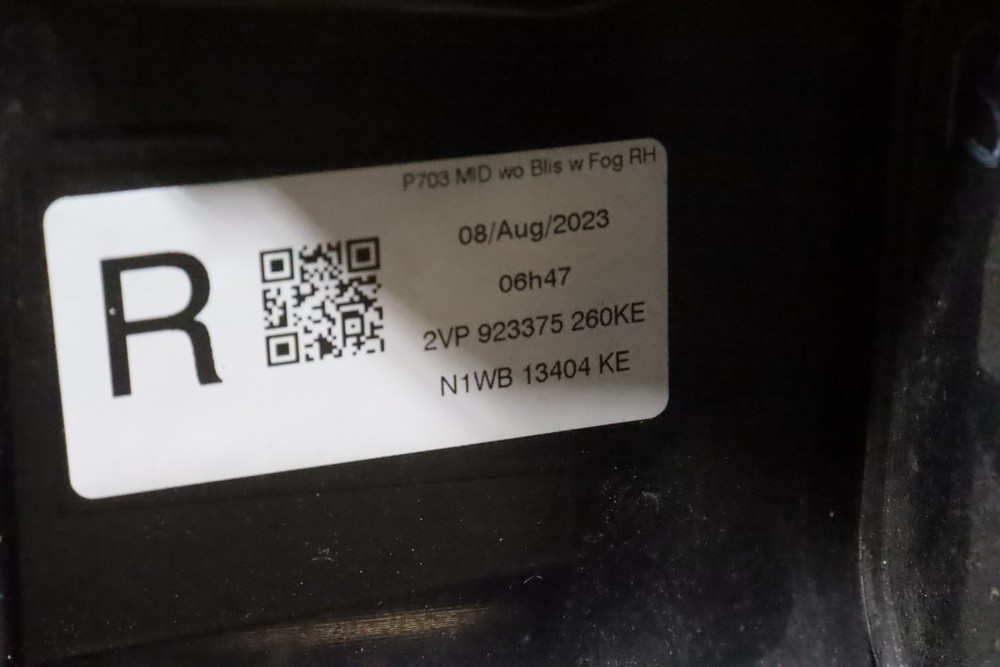 P703 MID wo Blis w Fog RH
R
08/Aug/2023
06h47
2VP 923375 260KE
N1WB 13404 KE